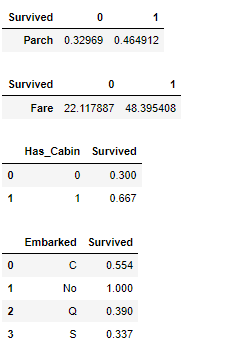 Survived 0 1
Parch 0.32969 0.464912
Survived 0 1
Fare 22.117887 48.395408
Has_Cabin Survived
0 0 0.300
1 1 0.667
Embarked Survived
0 C 0.554
1 No 1.000
2 Q 0.390
3 S 0.337